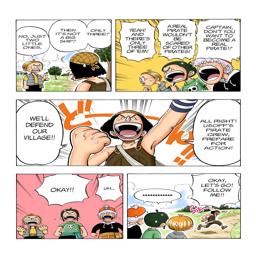 CAPTAIN,
DON'T YOU
WANT TO
BECOME A
REAL
PIRATE!?
A REAL
PIRATE
WOULDN'T
BE
SCARED
OF OTHER
PIRATES!
YEAH!
AND
THERE'S
ONLY
THREE
OF 'EM!
ONLY
THREE?
THEN
IT'S NOT
A BIG
SHIP?
NO, JUST
TWO
LITTLE
ONES.
ALL RIGHT!
USOPP'S
PIRATE
CREW,
PREPARE
FOR
ACTION!
WE'LL
DEFEND
OUR
VILLAGE!!
OKAY,
LET'S GO!
FOLLOW
ME!!
............
UH...
OKAY!!